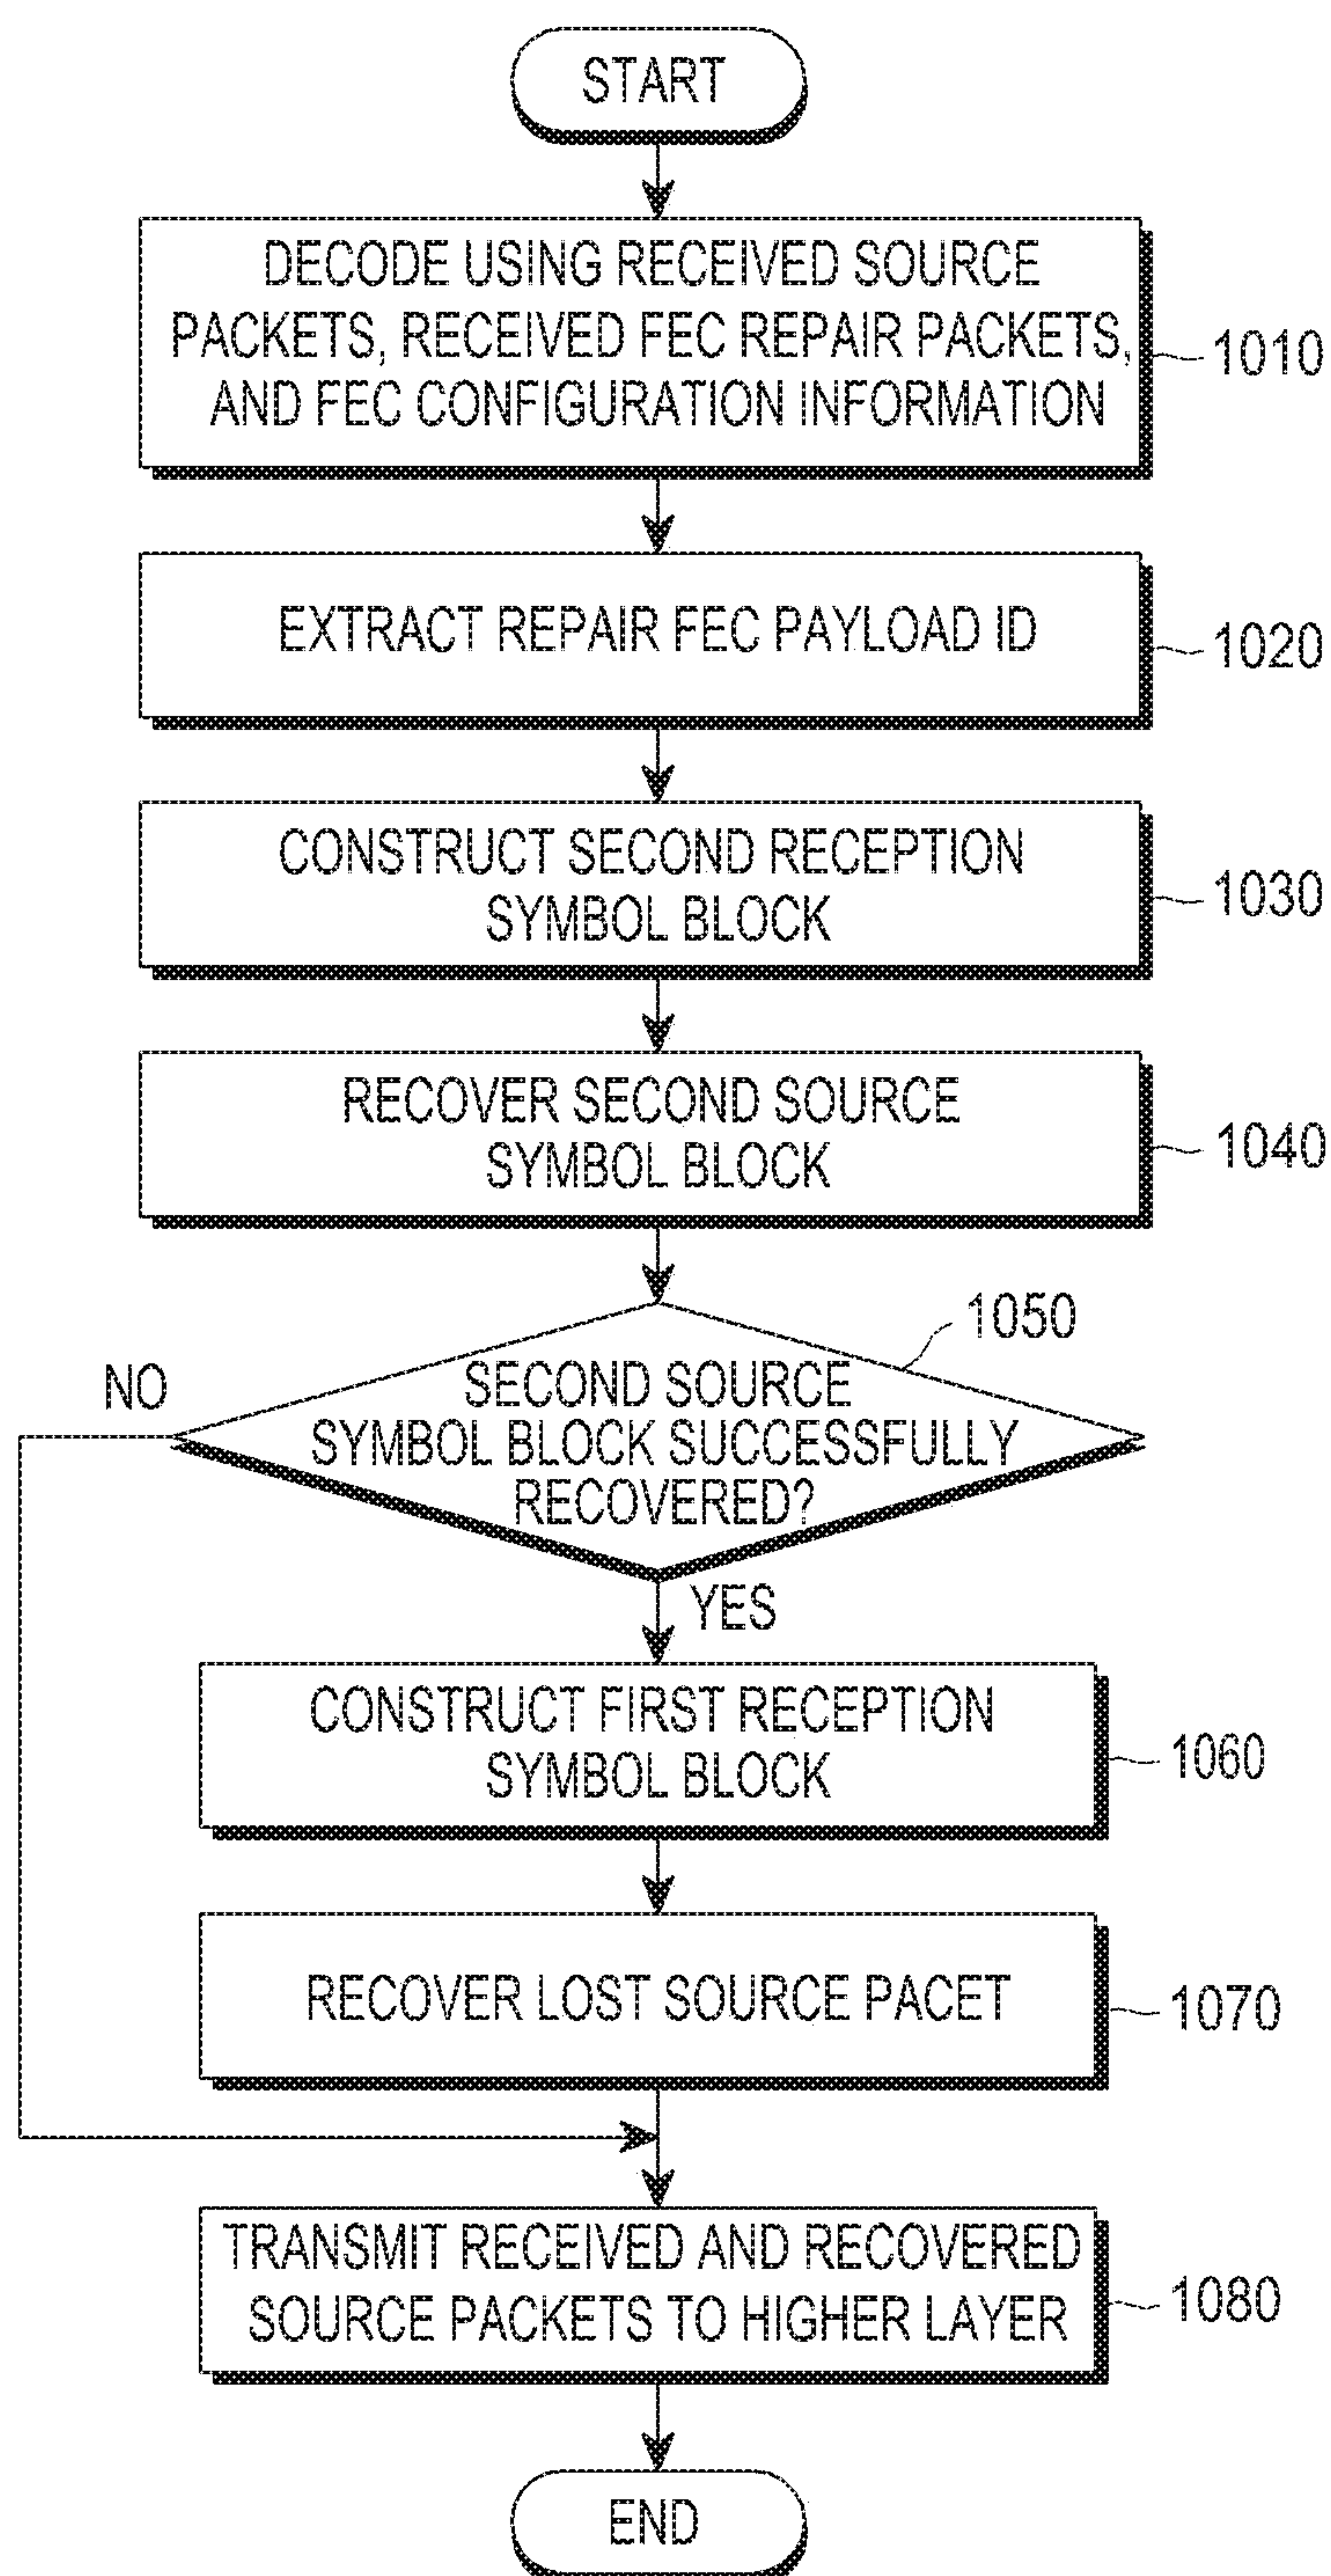 START
DECODE USING RECEIVED SOURCE
PACKETS, RECEIVED FEC REPAIR PACKETS,
AND FEC CONFIGURATION INFORMATION
1010
EXTRACT REPAIR FEC PAYLOAD ID
1020
CONSTRUCT SECOND RECEPTION
SYMBOL BLOCK
1030
RECOVER SECOND SOURCE
SYMBOL BLOCK
1040
1050
NO
SECOND SOURCE
SYMBOL BLOCK SUCCESSFULLY
RECOVERED?
YES
CONSTRUCT FIRST RECEPTION
SYMBOL BLOCK
1060
RECOVER LOST SOURCE PACET
1070
TRANSMIT RECEIVED AND RECOVERED
SOURCE PACKETS TO HIGHER LAYER
1080
END